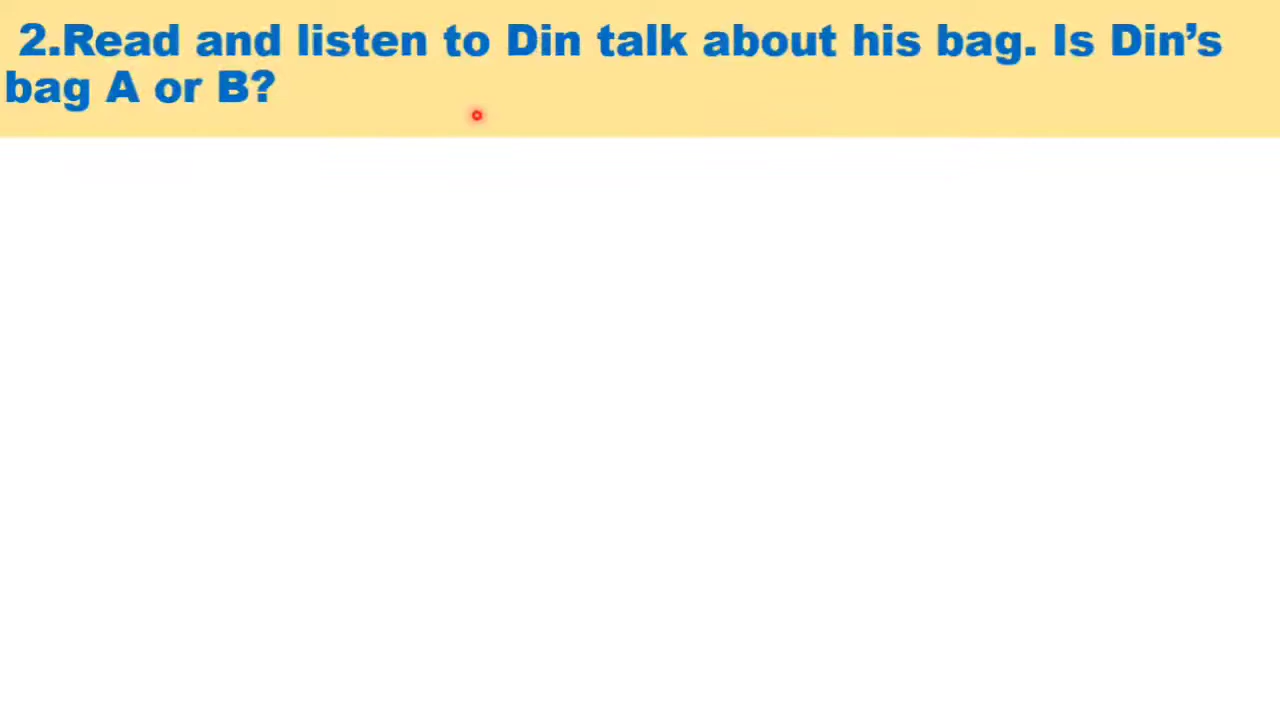 2.Read and listen to Din talk about his bag. Is Din’s
bag A or B?